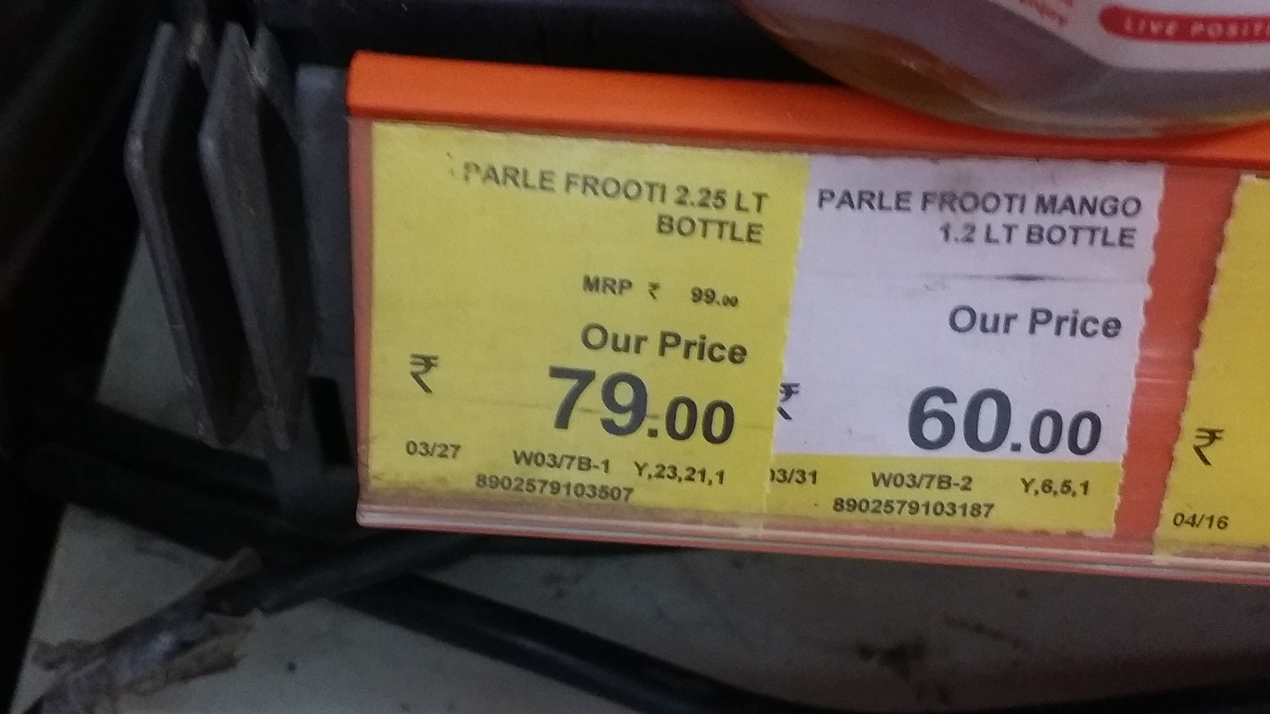 LIVE POSITI
PARLE FROOTI 2.25 LT
BOTTLE
MRP ₹ 99.00
Our Price
₹ 79.00
03/27 W03/7B-1 Y,23,21,1
8902579103507
PARLE FROOTI MANGO
1.2 LT BOTTLE
Our Price
₹ 60.00
03/31 W03/7B-2 Y,6,5,1
8902579103187
₹
04/16